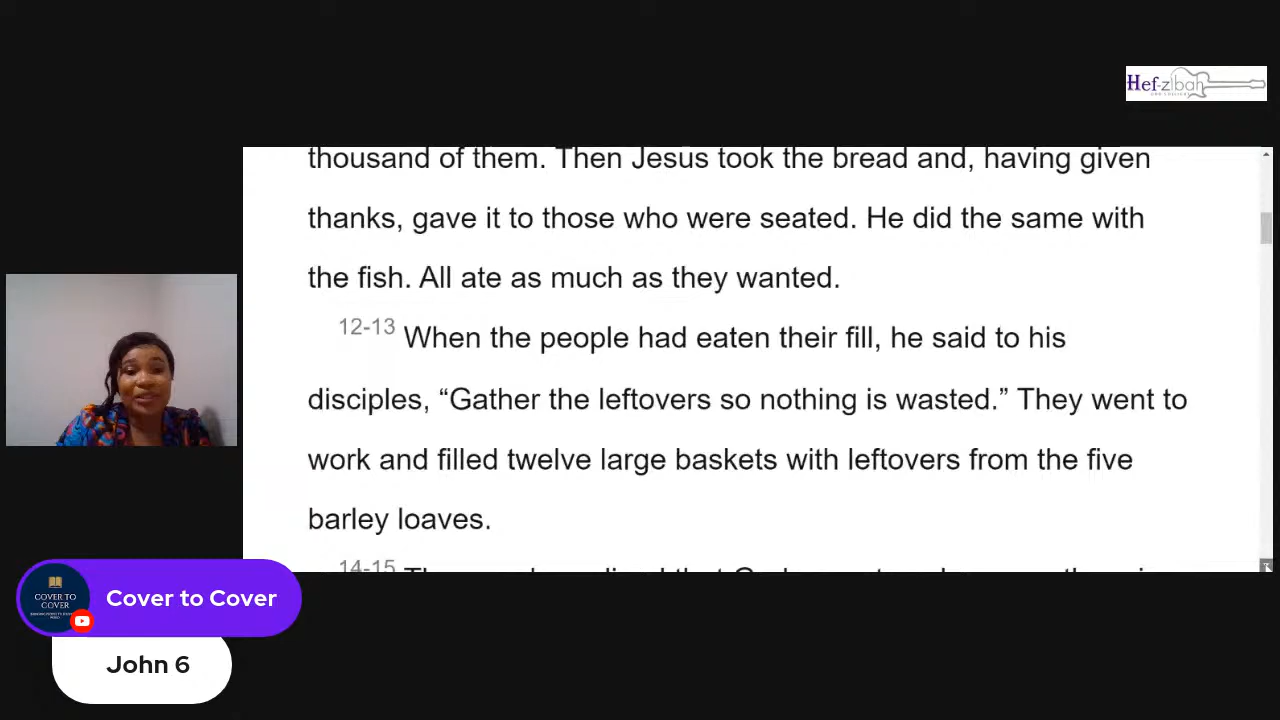 Hef-zibah
thousand of them. Then Jesus took the bread and, having given
thanks, gave it to those who were seated. He did the same with
the fish. All ate as much as they wanted.
12-13 When the people had eaten their fill, he said to his
disciples, “Gather the leftovers so nothing is wasted.” They went to
work and filled twelve large baskets with leftovers from the five
barley loaves.
14-15
COVER TO
COVER
Cover to Cover
John 6